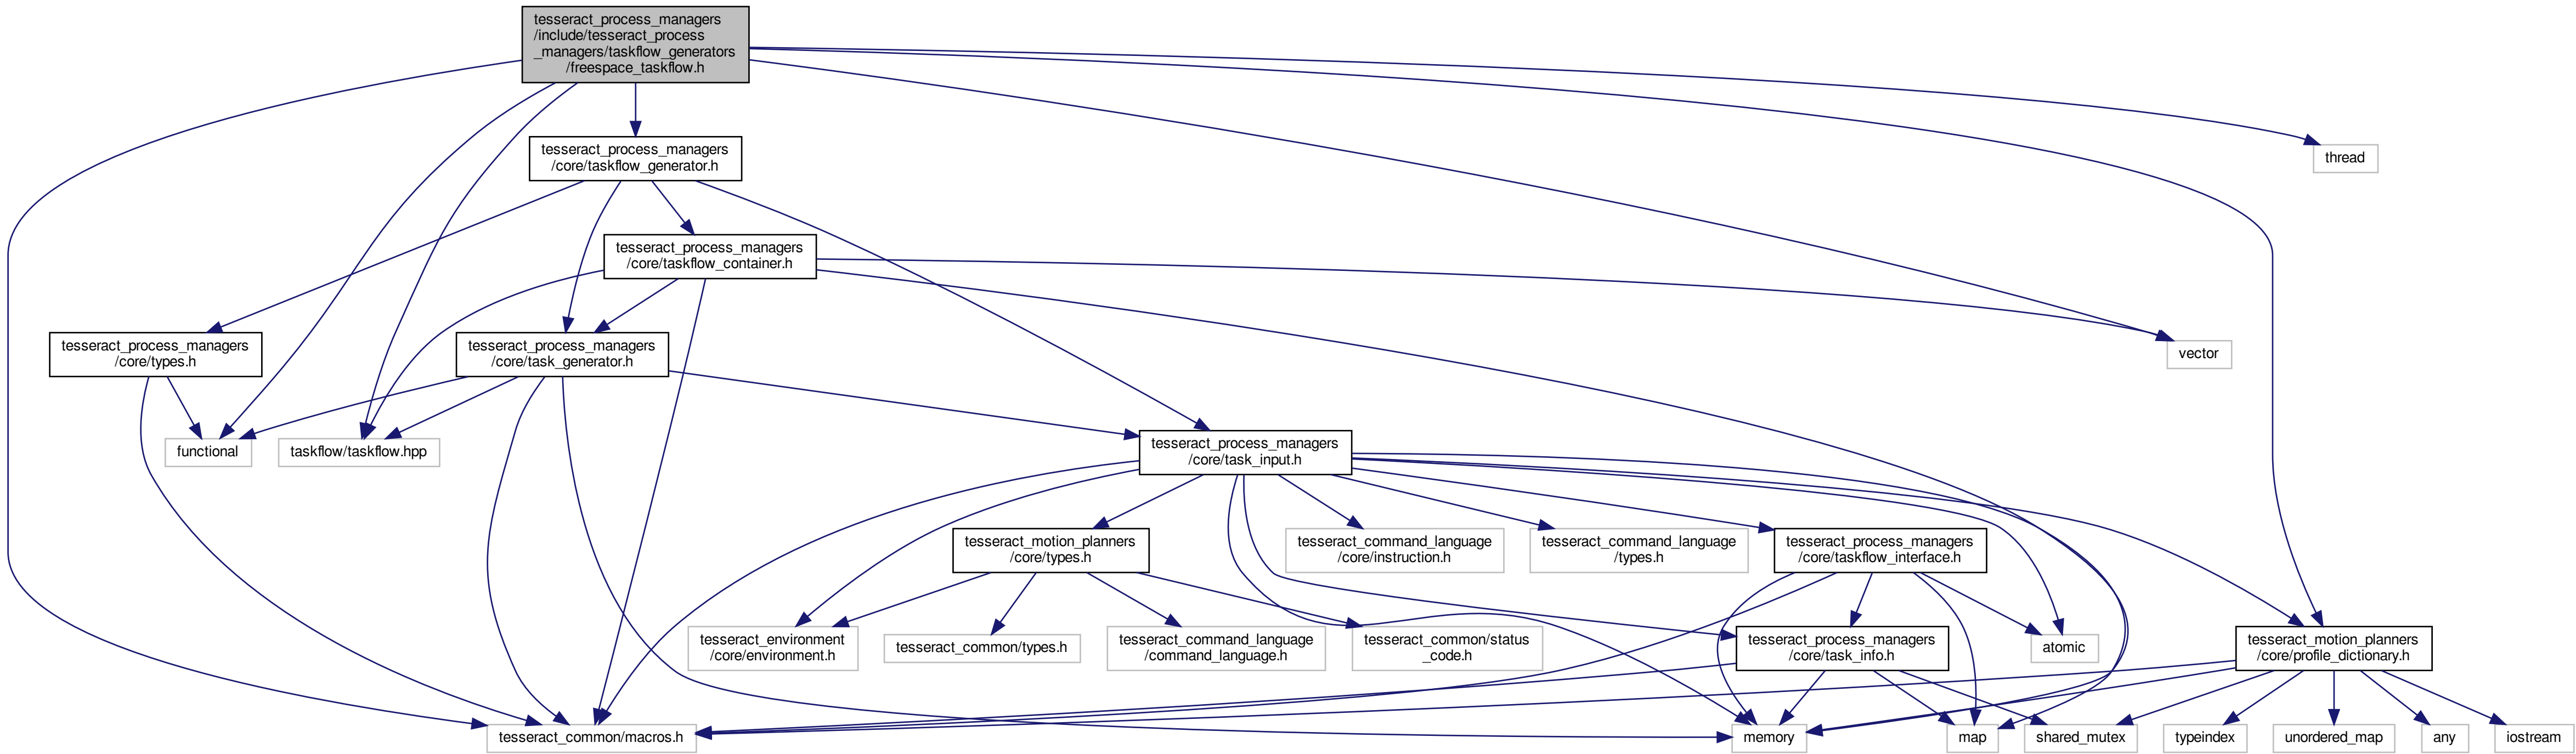 tesseract_process_managers
/include/tesseract_process
_managers/taskflow_generators
/freespace_taskflow.h
tesseract_process_managers
/core/taskflow_generator.h
thread
tesseract_process_managers
/core/taskflow_container.h
tesseract_process_managers
/core/types.h
tesseract_process_managers
/core/task_generator.h
vector
functional
taskflow/taskflow.hpp
tesseract_process_managers
/core/task_input.h
tesseract_motion_planners
/core/types.h
tesseract_command_language
/core/instruction.h
tesseract_command_language
/types.h
tesseract_process_managers
/core/taskflow_interface.h
tesseract_environment
/core/environment.h
tesseract_common/types.h
tesseract_command_language
/command_language.h
tesseract_common/status
_code.h
tesseract_process_managers
/core/task_info.h
atomic
tesseract_motion_planners
/core/profile_dictionary.h
tesseract_common/macros.h
memory
map
shared_mutex
typeindex
unordered_map
any
iostream